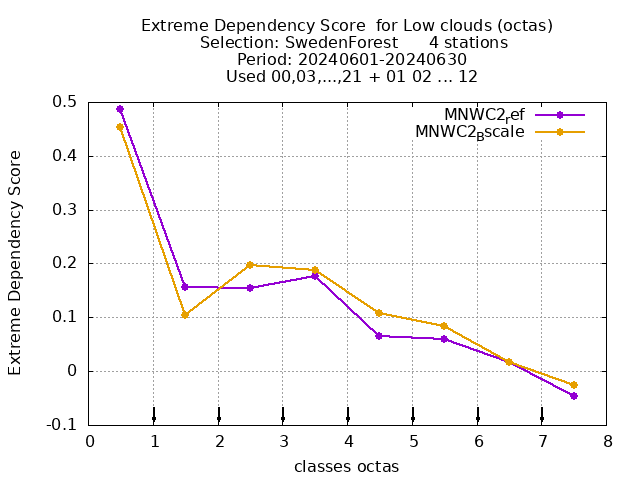 Extreme Dependency Score  for Low clouds (octas)
Selection: SwedenForest      4 stations
Period: 20240601-20240630
Used 00,03,...,21 + 01 02 ... 12
MNWC2_ref
MNWC2_Bscale
Extreme Dependency Score
0.5
0.4
0.3
0.2
0.1
0
-0.1
0 1 2 3 4 5 6 7 8
classes octas